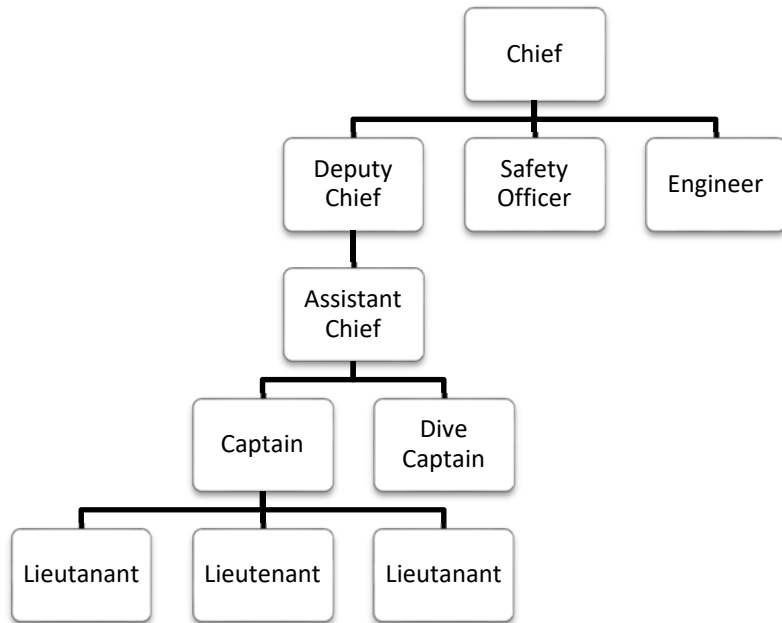 Chief
Deputy
Chief
Safety
Officer
Engineer
Assistant
Chief
Captain
Dive
Captain
Lieutanant
Lieutenant
Lieutanant